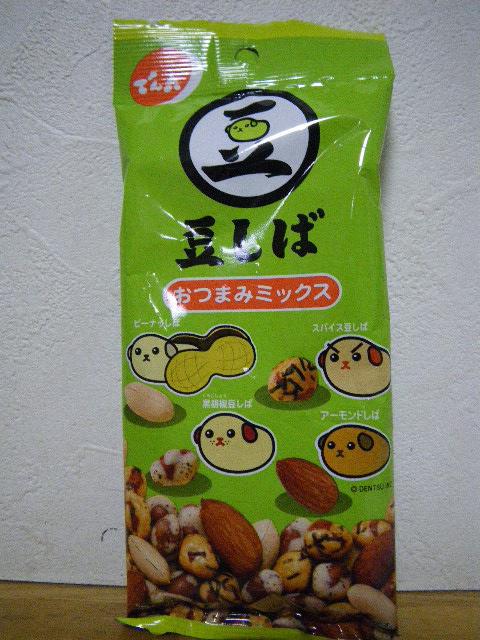 でん六
豆
豆しば
おつまみミックス
ピーナッしば
スパイス豆しば
黒胡椒豆しば
アーモンドしば
© DENTSU INC